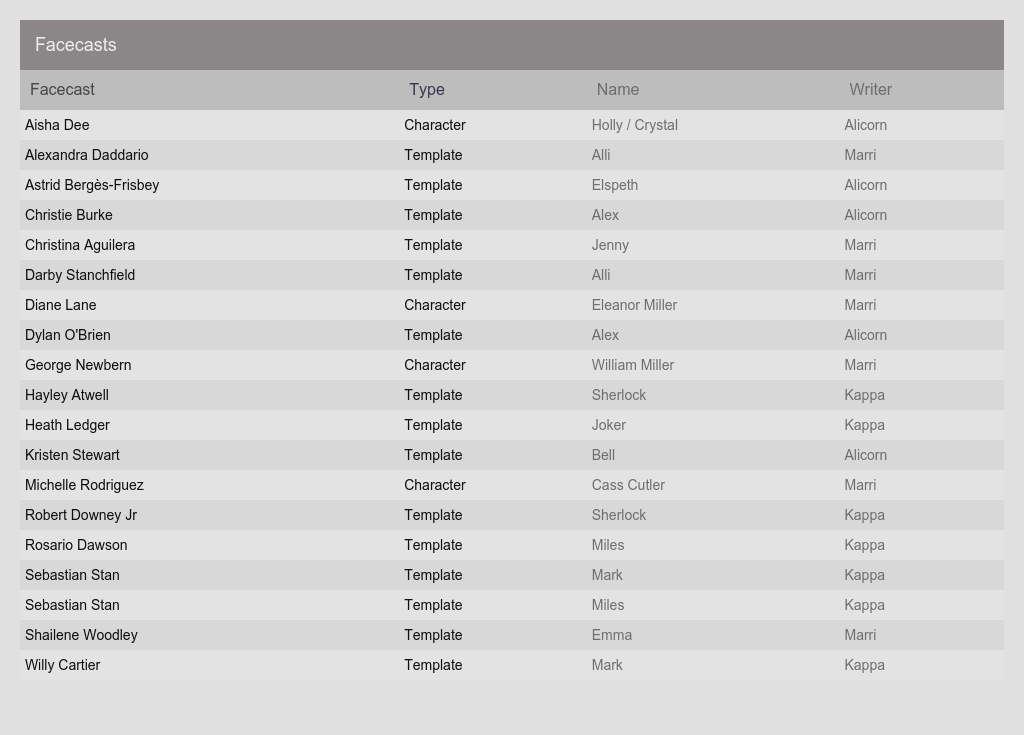 Facecasts
Facecast Type Name Writer
Aisha Dee Character Holly / Crystal Alicorn
Alexandra Daddario Template Alli Marri
Astrid Bergès-Frisbey Template Elspeth Alicorn
Christie Burke Template Alex Alicorn
Christina Aguilera Template Jenny Marri
Darby Stanchfield Template Alli Marri
Diane Lane Character Eleanor Miller Marri
Dylan O'Brien Template Alex Alicorn
George Newbern Character William Miller Marri
Hayley Atwell Template Sherlock Kappa
Heath Ledger Template Joker Kappa
Kristen Stewart Template Bell Alicorn
Michelle Rodriguez Character Cass Cutler Marri
Robert Downey Jr Template Sherlock Kappa
Rosario Dawson Template Miles Kappa
Sebastian Stan Template Mark Kappa
Sebastian Stan Template Miles Kappa
Shailene Woodley Template Emma Marri
Willy Cartier Template Mark Kappa